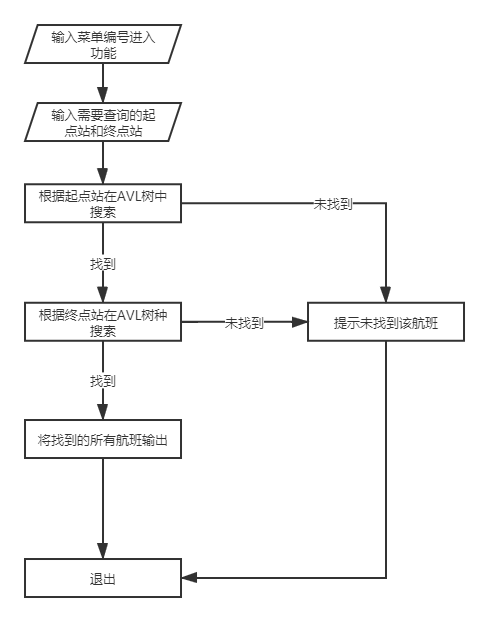 输入菜单编号进入
功能
输入需要查询的起
点站和终点站
根据起点站在AVL树中
搜索
未找到
找到
根据终点站在AVL树种
搜索
未找到
提示未找到该航班
找到
将找到的所有航班输出
退出